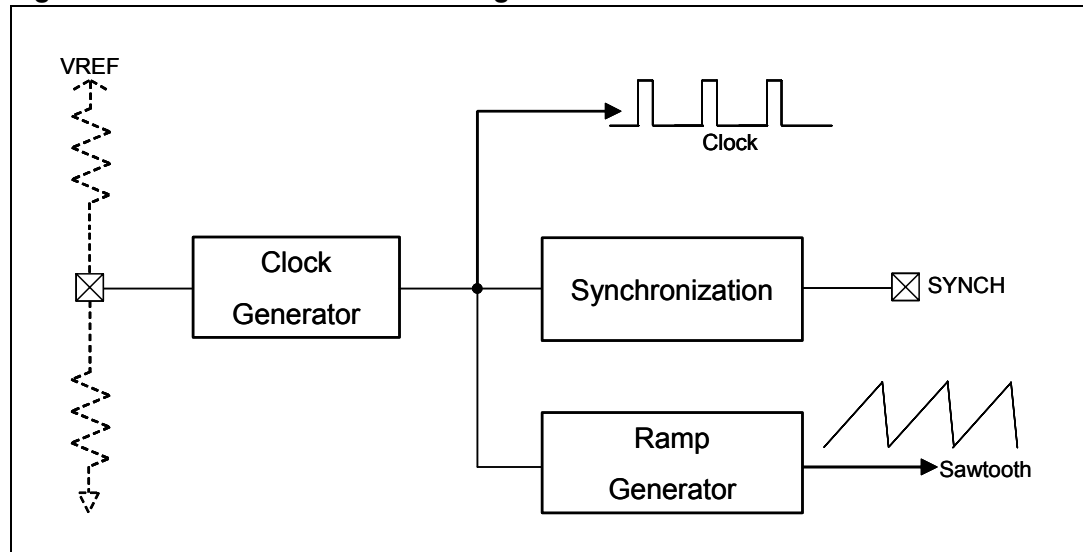 VREF
Clock
Clock
Generator
Synchronization
SYNCH
Ramp
Generator
Sawtooth